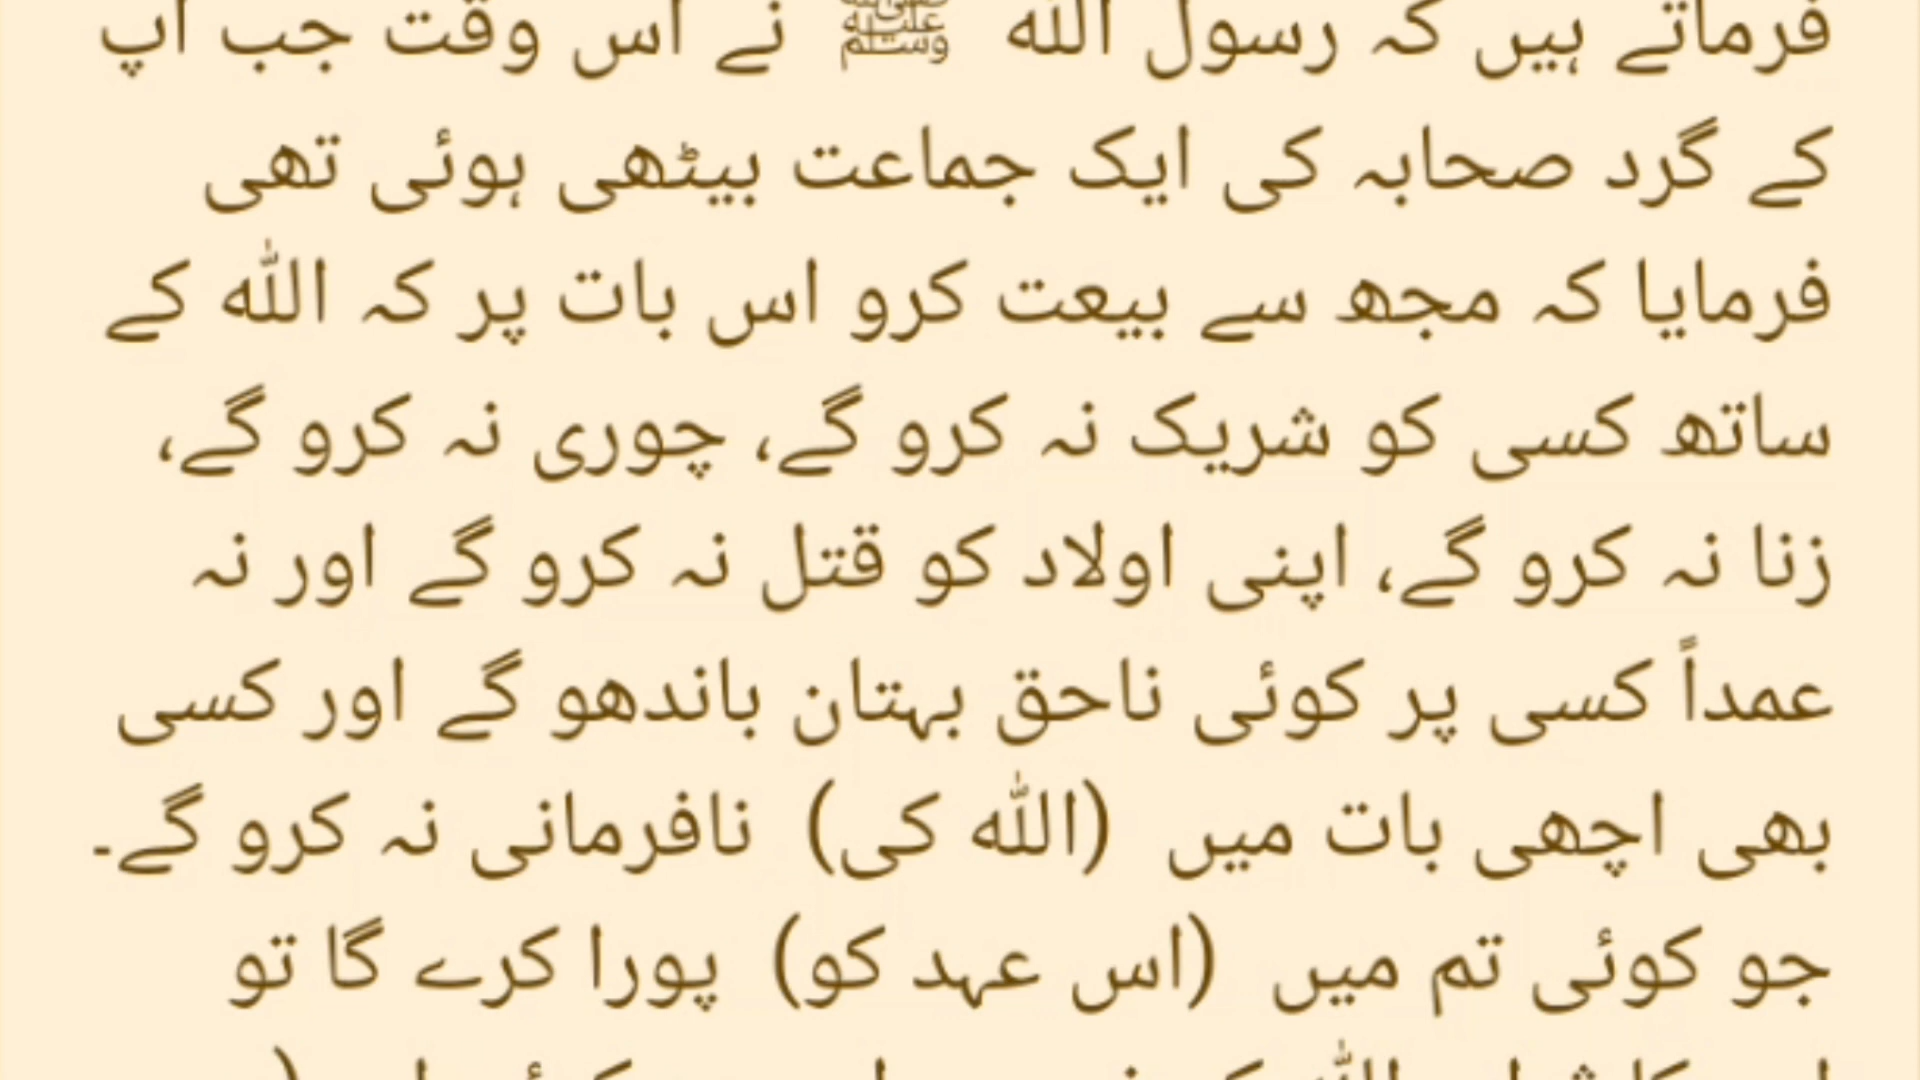 فرماتے ہیں کہ رسول اللہ ﷺ نے اس وقت جب آپ
کے گرد صحابہ کی ایک جماعت بیٹھی ہوئی تھی
فرمایا کہ مجھ سے بیعت کرو اس بات پر کہ اللہ کے
ساتھ کسی کو شریک نہ کرو گے، چوری نہ کرو گے،
زنا نہ کرو گے، اپنی اولاد کو قتل نہ کرو گے اور نہ
عمداً کسی پر کوئی ناحق بہتان باندھو گے اور کسی
بھی اچھی بات میں (اللہ کی) نافرمانی نہ کرو گے۔
جو کوئی تم میں (اس عہد کو) پورا کرے گا تو